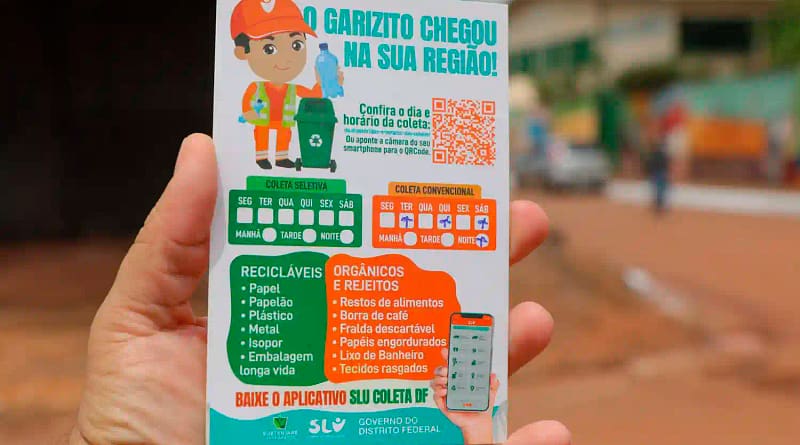 O GARIZITO CHEGOU
NA SUA REGIÃO!
Confira o dia e
horário da coleta:
Ou aponte a câmera do seu
smartphone para o QRCode.
COLETA SELETIVA
SEG TER QUA QUI SEX SÁB
MANHÃ TARDE NOITE
COLETA CONVENCIONAL
SEG TER QUA QUI SEX SÁB
MANHÃ TARDE NOITE
RECICLÁVEIS
• Papel
• Papelão
• Plástico
• Metal
• Isopor
• Embalagem
longa vida
ORGÂNICOS
E REJEITOS
• Restos de alimentos
• Borra de café
• Fralda descartável
• Papéis engordurados
• Lixo de Banheiro
• Tecidos rasgados
SLU
BAIXE O APLICATIVO SLU COLETA DF
SLU
GOVERNO DO
DISTRITO FEDERAL